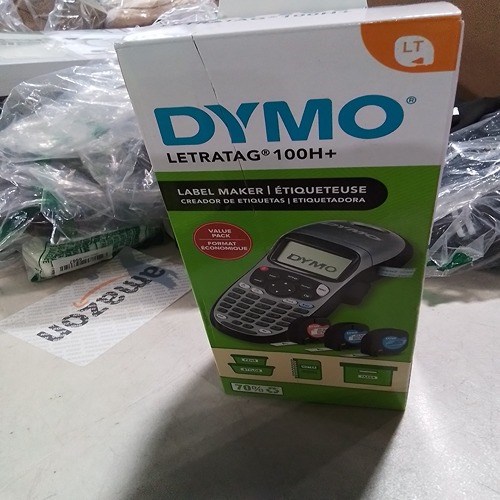 LT
DYMO®
LETRATAG® 100H+
LABEL MAKER | ÉTIQUETEUSE
CREADOR DE ETIQUETAS | ETIQUETADORA
VALUE
PACK
FORMAT
ÉCONOMIQUE
DYMO
70%
amazon